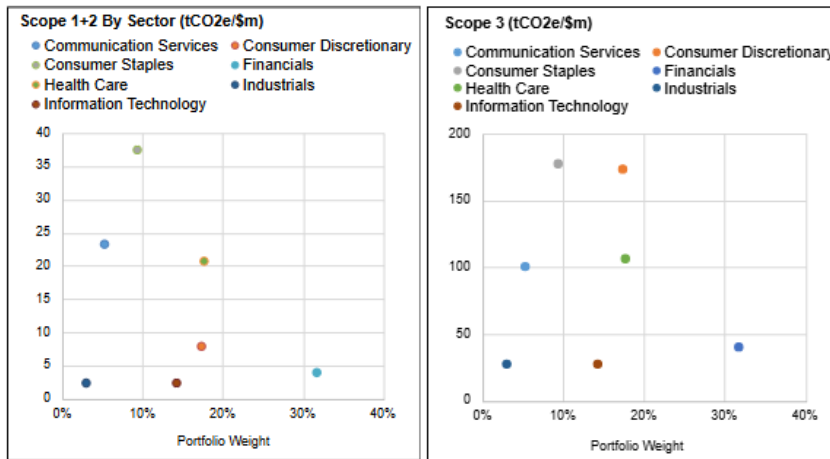 Scope 1+2 By Sector (tCO2e/$m)
Communication Services Consumer Discretionary
Consumer Staples Financials
Health Care Industrials
Information Technology
40
35
30
25
20
15
10
5
0
0% 10% 20% 30% 40%
Portfolio Weight
Scope 3 (tCO2e/$m)
Communication Services Consumer Discretionary
Consumer Staples Financials
Health Care Industrials
Information Technology
200
150
100
50
0
0% 10% 20% 30% 40%
Portfolio Weight